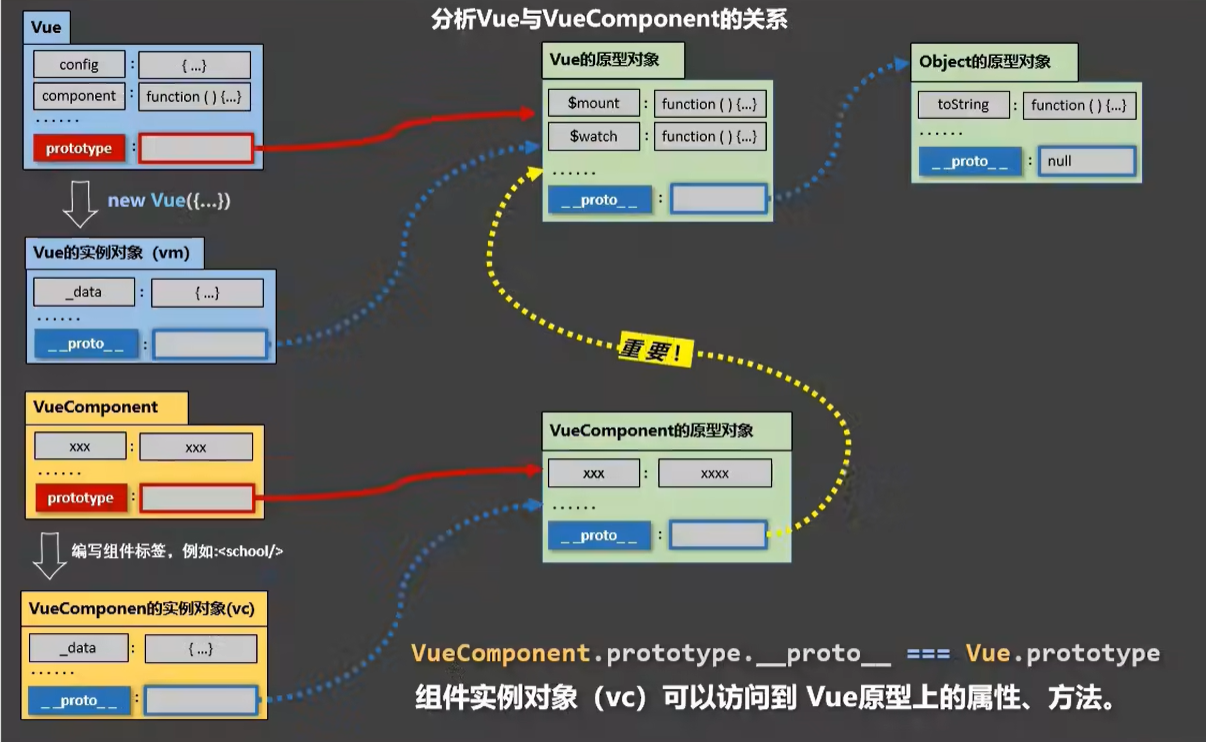 分析Vue与VueComponent的关系
Vue
config : { ...}
component : function ( ) {...}
······
prototype :
new Vue({...})
Vue的实例对象（vm）
_data : { ...}
······
__proto__ :
Vue的原型对象
$mount : function ( ) {...}
$watch : function ( ) {...}
······
__proto__ :
Object的原型对象
toString : function ( ) {...}
······
__proto__ : null
重要！
VueComponent
xxx : xxx
······
prototype :
编写组件标签，例如:<school/>
VueComponen的实例对象(vc)
_data : { ...}
······
__proto__ :
VueComponent的原型对象
xxx : xxxx
······
__proto__ :
VueComponent.prototype.__proto__ === Vue.prototype
组件实例对象（vc）可以访问到 Vue原型上的属性、方法。